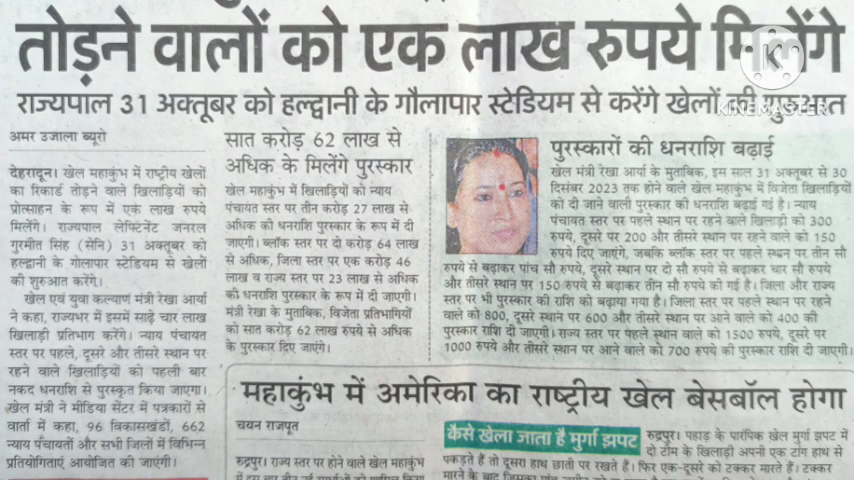 तोड़ने वालों को एक लाख रुपये मिलेंगे
KINEMASTER
राज्यपाल 31 अक्तूबर को हल्द्वानी के गौलापार स्टेडियम से करेंगे खेलों की शुरुआत
अमर उजाला ब्यूरो
देहरादून। खेल महाकुंभ में राष्ट्रीय खेलों
का रिकार्ड तोड़ने वाले खिलाड़ियों को
प्रोत्साहन के रूप में एक लाख रुपये
मिलेंगे। राज्यपाल लेफ्टिनेंट जनरल
गुरमीत सिंह (सेनि) 31 अक्तूबर को
हल्द्वानी के गोलापार स्टेडियम से खेलों
की शुरुआत करेंगे।
खेल एवं युवा कल्याण मंत्री रेखा आर्या
ने कहा, राज्यभर में इसमें साढ़े चार लाख
खिलाड़ी प्रतिभाग करेंगे। न्याय पंचायत
स्तर पर पहले, दूसरे और तीसरे स्थान पर
रहने वाले खिलाड़ियों को पहली बार
नकद धनराशि से पुरस्कृत किया जाएगा।
खेल मंत्री ने मीडिया सेंटर में पत्रकारों से
वार्ता में कहा, 96 विकासखंडों, 662
न्याय पंचायतों और सभी जिलों में विभिन्न
प्रतियोगिताएं आयोजित की जाएंगी।
सात करोड़ 62 लाख से
अधिक के मिलेंगे पुरस्कार
खेल महाकुंभ में खिलाड़ियों को न्याय
पंचायत स्तर पर तीन करोड़ 27 लाख से
अधिक की धनराशि पुरस्कार के रूप में दी
जाएगी। ब्लॉक स्तर पर दो करोड़ 64 लाख
से अधिक, जिला स्तर पर एक करोड़ 46
लाख व राज्य स्तर पर 23 लाख से अधिक
की धनराशि पुरस्कार के रूप में दी जाएगी।
मंत्री रेखा के मुताबिक, विजेता प्रतिभागियों
को सात करोड़ 62 लाख रुपये से अधिक
के पुरस्कार दिए जाएंगे।
पुरस्कारों की धनराशि बढ़ाई
खेल मंत्री रेखा आर्या के मुताबिक, इस साल 31 अक्तूबर से 30
दिसंबर 2023 तक होने वाले खेल महाकुंभ में विजेता खिलाड़ियों
को दी जाने वाली पुरस्कार की धनराशि बढ़ाई गई है। न्याय
पंचायत स्तर पर पहले स्थान पर रहने वाले खिलाड़ी को 300
रुपये, दूसरे पर 200 और तीसरे स्थान पर रहने वाले को 150
रुपये दिए जाएंगे, जबकि ब्लॉक स्तर पर पहले स्थान पर तीन सौ
रुपये से बढ़ाकर पांच सौ रुपये, दूसरे स्थान पर दो सौ रुपये से बढ़ाकर चार सौ रुपये
और तीसरे स्थान पर 150 रुपये से बढ़ाकर तीन सौ रुपये की गई है। जिला और राज्य
स्तर पर भी पुरस्कार की राशि को बढ़ाया गया है। जिला स्तर पर पहले स्थान पर रहने
वाले को 800, दूसरे स्थान पर 600 और तीसरे स्थान पर आने वाले को 400 की
पुरस्कार राशि दी जाएगी। राज्य स्तर पर पहले स्थान वाले को 1500 रुपये, दूसरे पर
1000 रुपये और तीसरे स्थान पर आने वाले को 700 रुपये की पुरस्कार राशि दी जाएगी।
महाकुंभ में अमेरिका का राष्ट्रीय खेल बेसबॉल होगा
चयन राजपूत
रुद्रपुर। राज्य स्तर पर होने वाले खेल महाकुंभ
कैसे खेला जाता है मुर्गा झपट
रुद्रपुर। पहाड़ के पारंपरिक खेल मुर्गा झपट में
दो टीम के खिलाड़ी अपनी एक टांग हाथ से
पकड़ते हैं तो दूसरा हाथ छाती पर रखते हैं। फिर एक-दूसरे को टक्कर मारते हैं। टक्कर